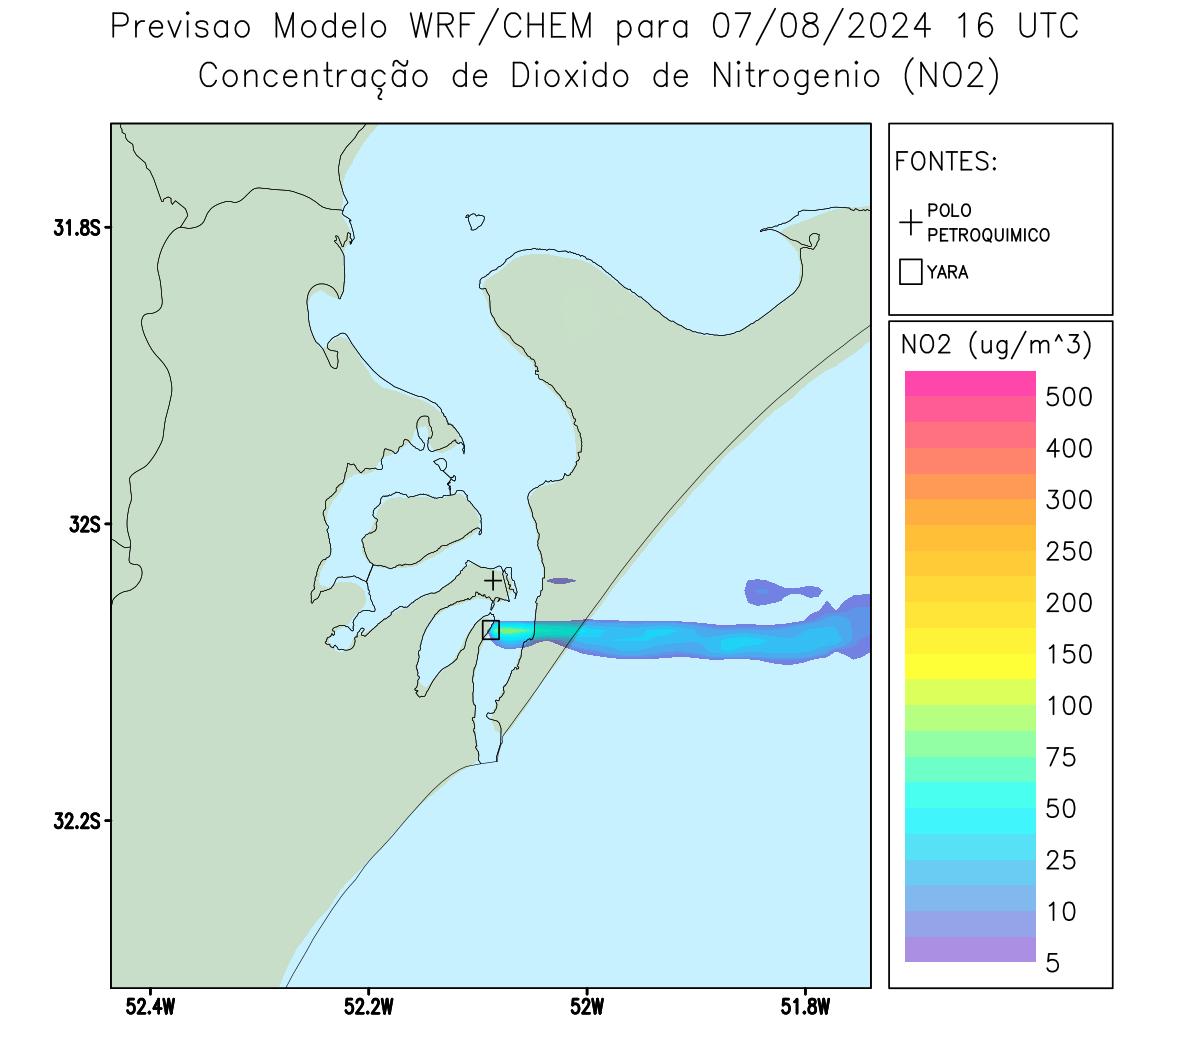 Previsao Modelo WRF/CHEM para 07/08/2024 16 UTC
Concentração de Dioxido de Nitrogenio (NO2)
FONTES:
POLO
PETROQUIMICO
YARA
31.8S
32S
32.2S
52.4W
52.2W
52W
51.8W
NO2 (ug/m^3)
500
400
300
250
200
150
100
75
50
25
10
5